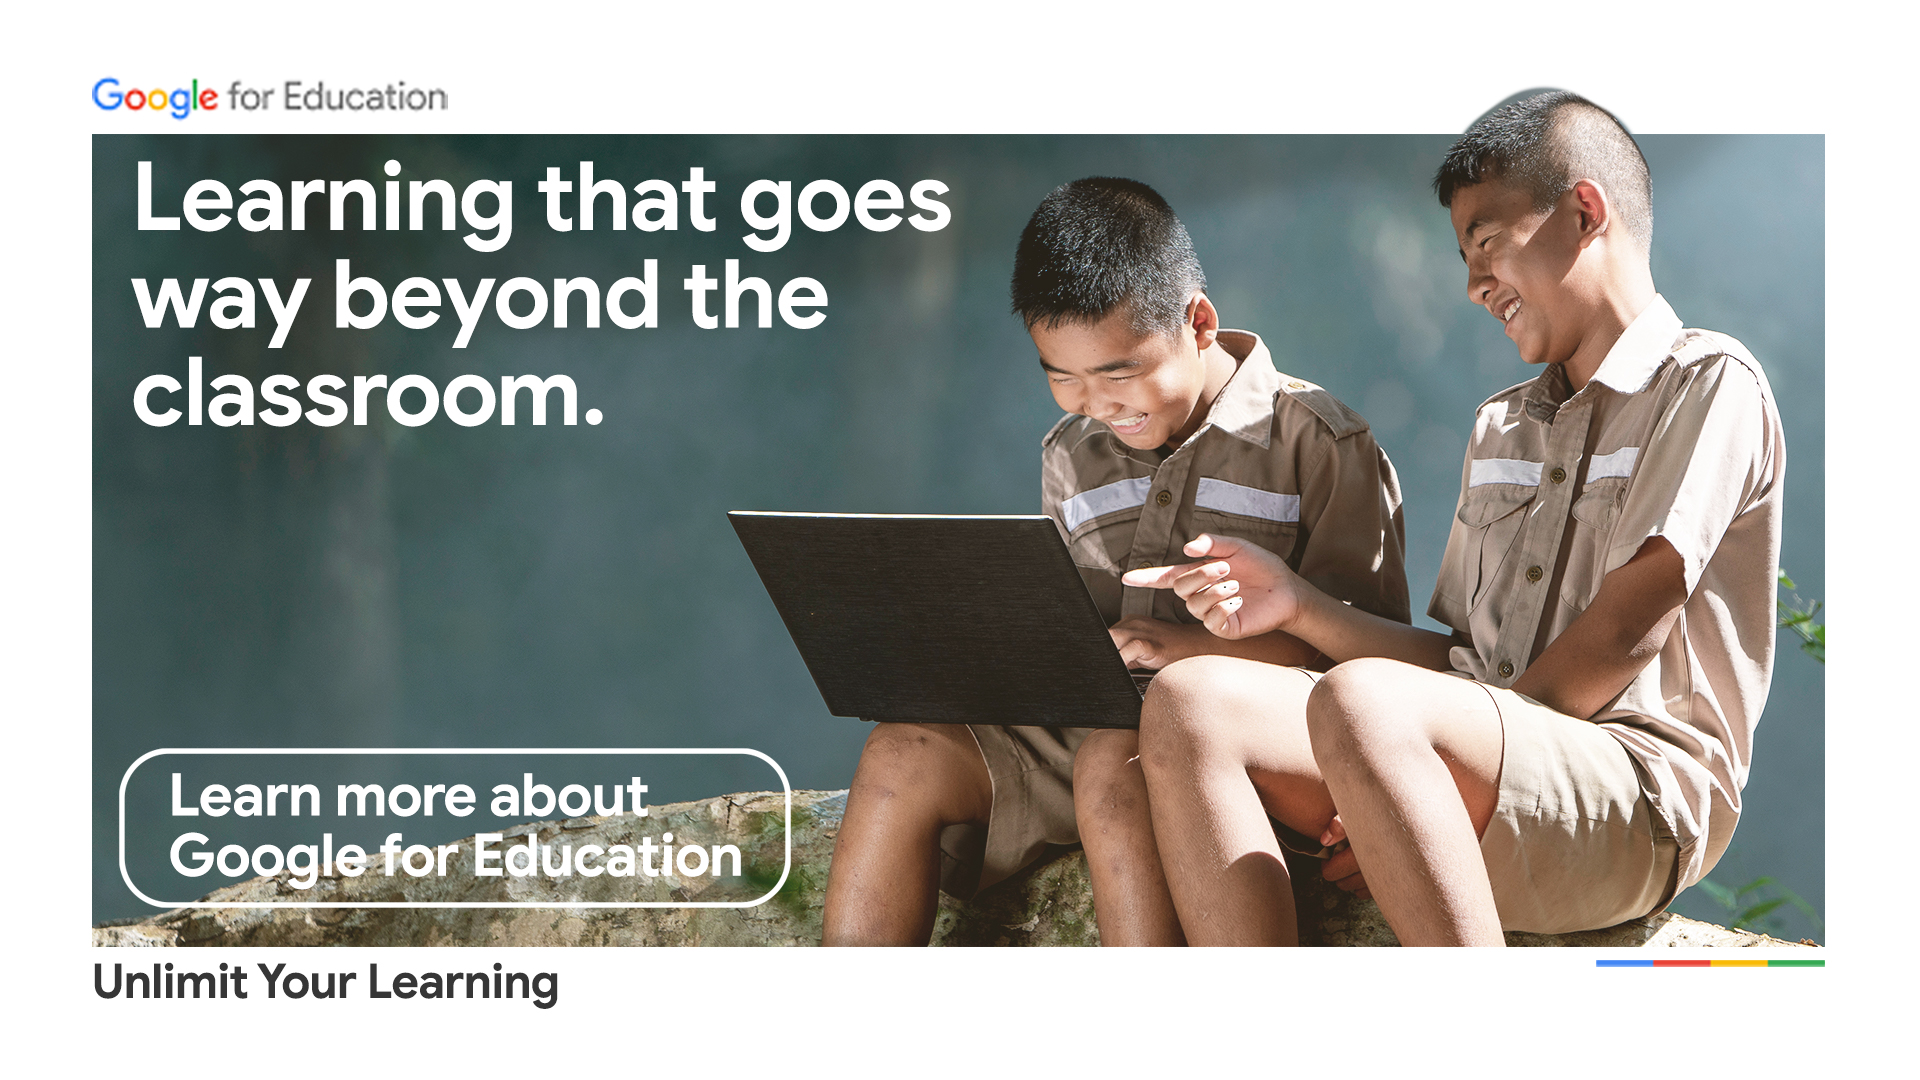 Google for Education
Learning that goes
way beyond the
classroom.
Learn more about
Google for Education
Unlimit Your Learning